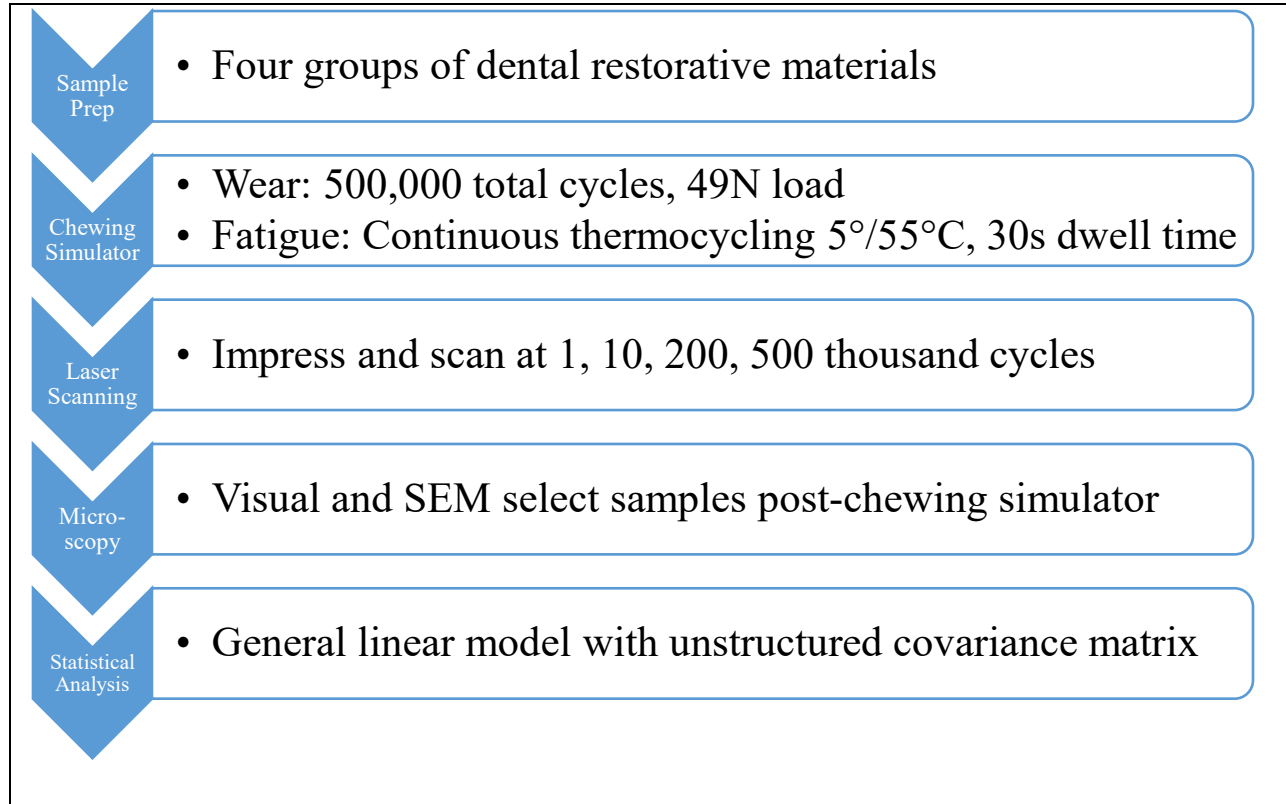 Sample
Prep
• Four groups of dental restorative materials
Chewing
Simulator
• Wear: 500,000 total cycles, 49N load
• Fatigue: Continuous thermocycling 5°/55°C, 30s dwell time
Laser
Scanning
• Impress and scan at 1, 10, 200, 500 thousand cycles
Micro-
scopy
• Visual and SEM select samples post-chewing simulator
Statistical
Analysis
• General linear model with unstructured covariance matrix